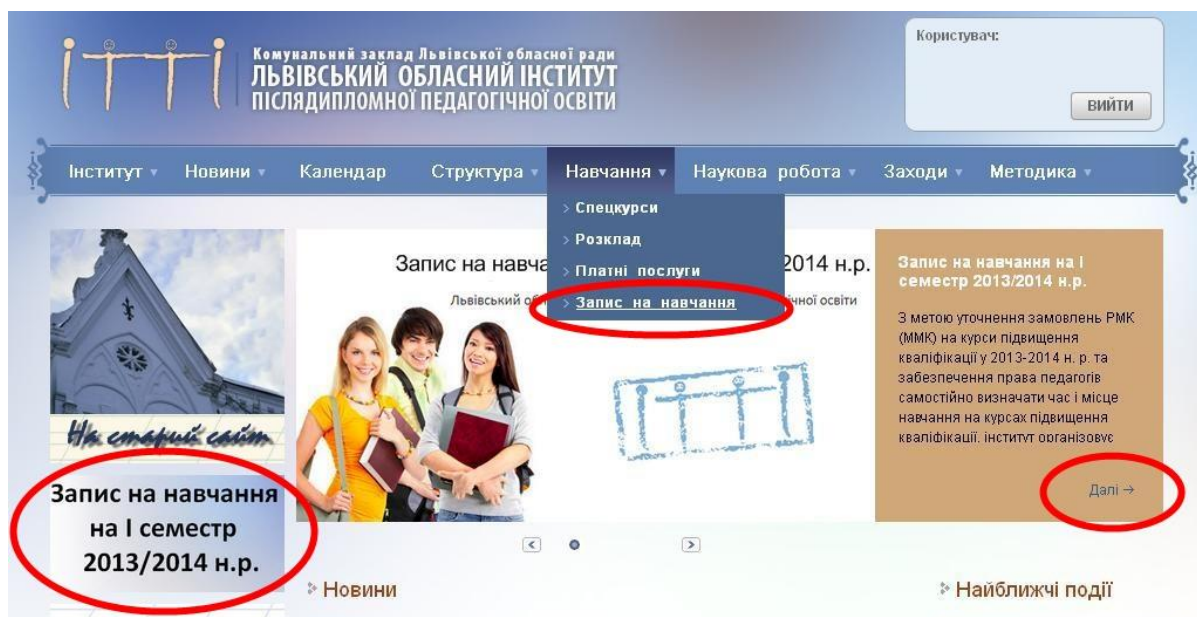 Комунальний заклад Львівської обласної ради
ЛЬВІВСЬКИЙ ОБЛАСНИЙ ІНСТИТУТ
ПІСЛЯДИПЛОМНОЇ ПЕДАГОГІЧНОЇ ОСВІТИ
Користувач:
ВИЙТИ
Інститут
Новини
Календар
Структура
Навчання
Наукова робота
Заходи
Методика
Спецкурси
Розклад
Платні послуги
Запис на навчання
На старий сайт
Запис на навчання
на І семестр
2013/2014 н.р.
Запис на 2014 н.р.
Львівський освіти
Запис на навчання на І
семестр 2013/2014 н.р.
З метою уточнення замовлень РМК
(ММК) на курси підвищення
кваліфікації у 2013-2014 н. р. та
забезпечення права педагогів
самостійно визначати час і місце
навчання на курсах підвищення
кваліфікації, інститут організовує
Далі →
Новини
Найближчі події